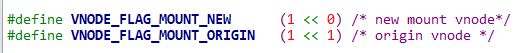 #define VNODE_FLAG_MOUNT_NEW (1 << 0) /* new mount vnode*/
#define VNODE_FLAG_MOUNT_ORIGIN (1 << 1) /* origin vnode */